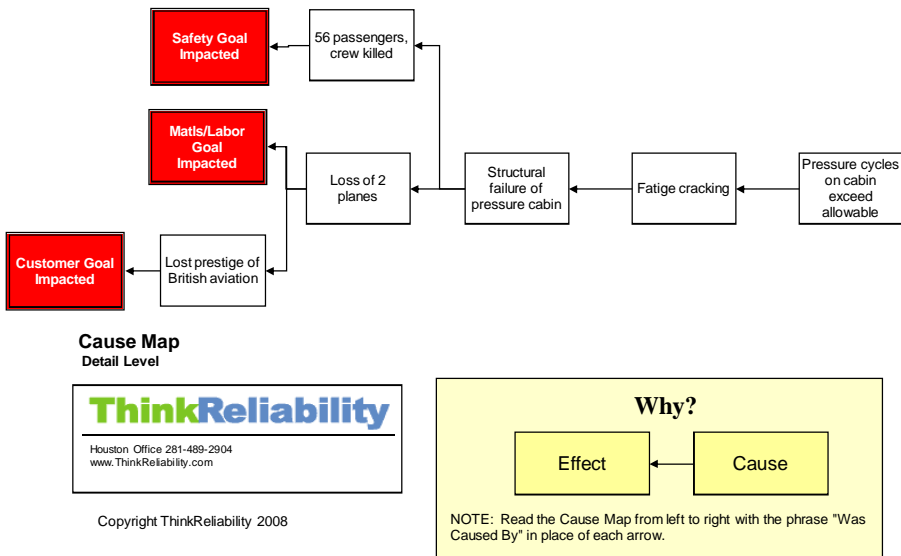 Safety Goal
Impacted
56 passengers,
crew killed
Matls/Labor
Goal
Impacted
Loss of 2
planes
Structural
failure of
pressure cabin
Fatige cracking
Pressure cycles
on cabin
exceed
allowable
Customer Goal
Impacted
Lost prestige of
British aviation
Cause Map
Detail Level
ThinkReliability
Houston Office 281-489-2904
www.ThinkReliability.com
Copyright ThinkReliability 2008
Why?
Effect
Cause
NOTE: Read the Cause Map from left to right with the phrase "Was
Caused By" in place of each arrow.